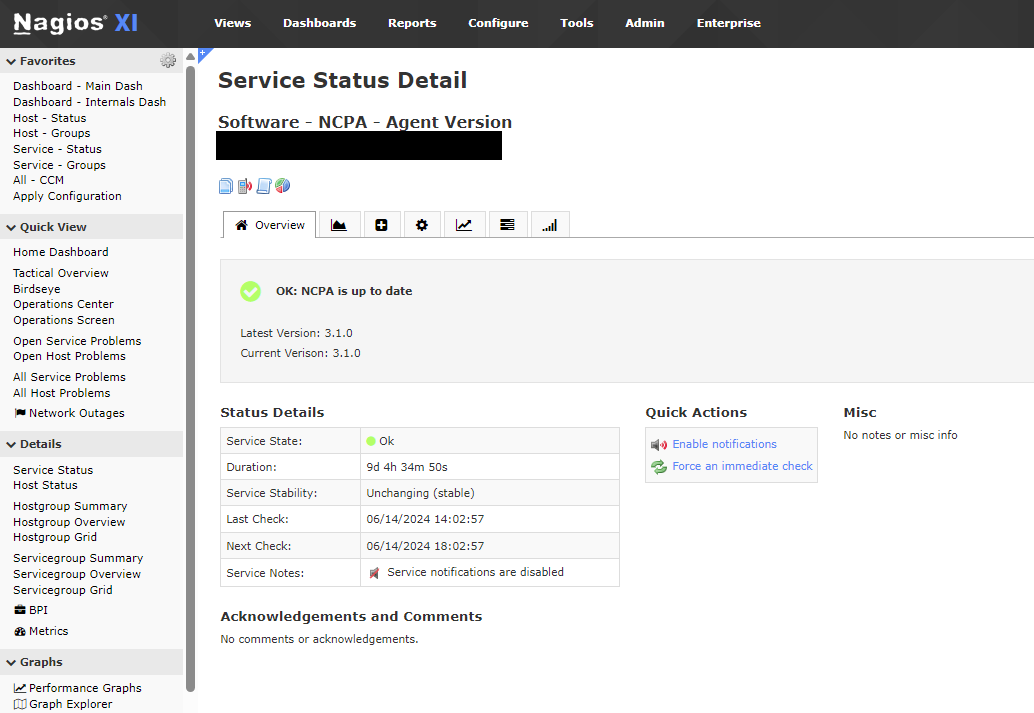 Nagios® XI
Views
Dashboards
Reports
Configure
Tools
Admin
Enterprise
Favorites
Dashboard - Main Dash
Dashboard - Internals Dash
Host - Status
Host - Groups
Service - Status
Service - Groups
All - CCM
Apply Configuration
Quick View
Home Dashboard
Tactical Overview
Birdseye
Operations Center
Operations Screen
Open Service Problems
Open Host Problems
All Service Problems
All Host Problems
Network Outages
Details
Service Status
Host Status
Hostgroup Summary
Hostgroup Overview
Hostgroup Grid
Servicegroup Summary
Servicegroup Overview
Servicegroup Grid
BPI
Metrics
Graphs
Performance Graphs
Graph Explorer
Service Status Detail
Software - NCPA - Agent Version
Overview
OK: NCPA is up to date
Latest Version: 3.1.0
Current Verison: 3.1.0
Status Details
Service State: Ok
Duration: 9d 4h 34m 50s
Service Stability: Unchanging (stable)
Last Check: 06/14/2024 14:02:57
Next Check: 06/14/2024 18:02:57
Service Notes: Service notifications are disabled
Quick Actions
Enable notifications
Force an immediate check
Misc
No notes or misc info
Acknowledgements and Comments
No comments or acknowledgements.